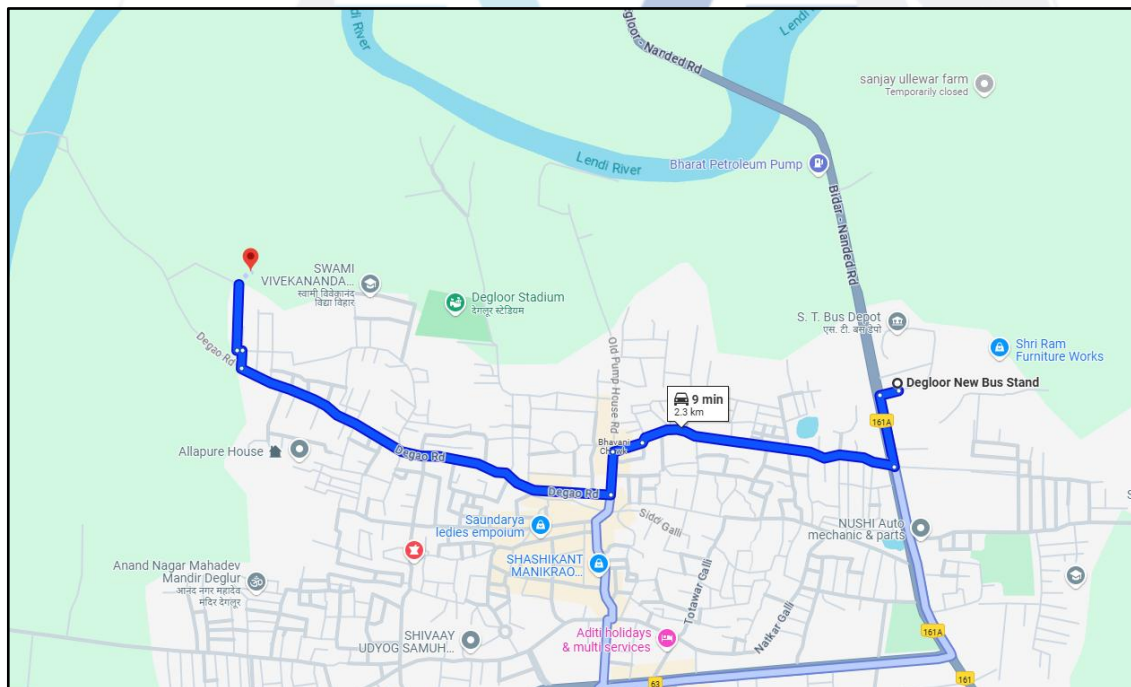 Lendi River
Degloor - Nanded Rd
Lendi
sanjay ullewar farm
Temporarily closed
Lendi River
Bharat Petroleum Pump
Bidar - Nanded Rd
SWAMI
VIVEKANANDA...
स्वामी विवेकानंद
विद्या विहार
Degloor Stadium
देगलूर स्टेडियम
S. T. Bus Depot
एस. टी. बस डेपो
Shri Ram
Furniture Works
Degao Rd
Old Pump House Rd
Degloor New Bus Stand
9 min
2.3 km
161A
Bhavani
Allapure House
Degao Rd
Degao Rd
Saundarya
ledies empoium
Siddi Galli
NUSHI Auto
mechanic & parts
SHASHIKANT
MANIKRAO...
Anand Nagar Mahadev
Mandir Deglur
आनंद नगर महादेव
मंदिर देगलूर
Totawar Galli
Natkar Galli
SHIVAAY
UDYOG SAMUH...
Aditi holidays
& multi services
161A
63
161